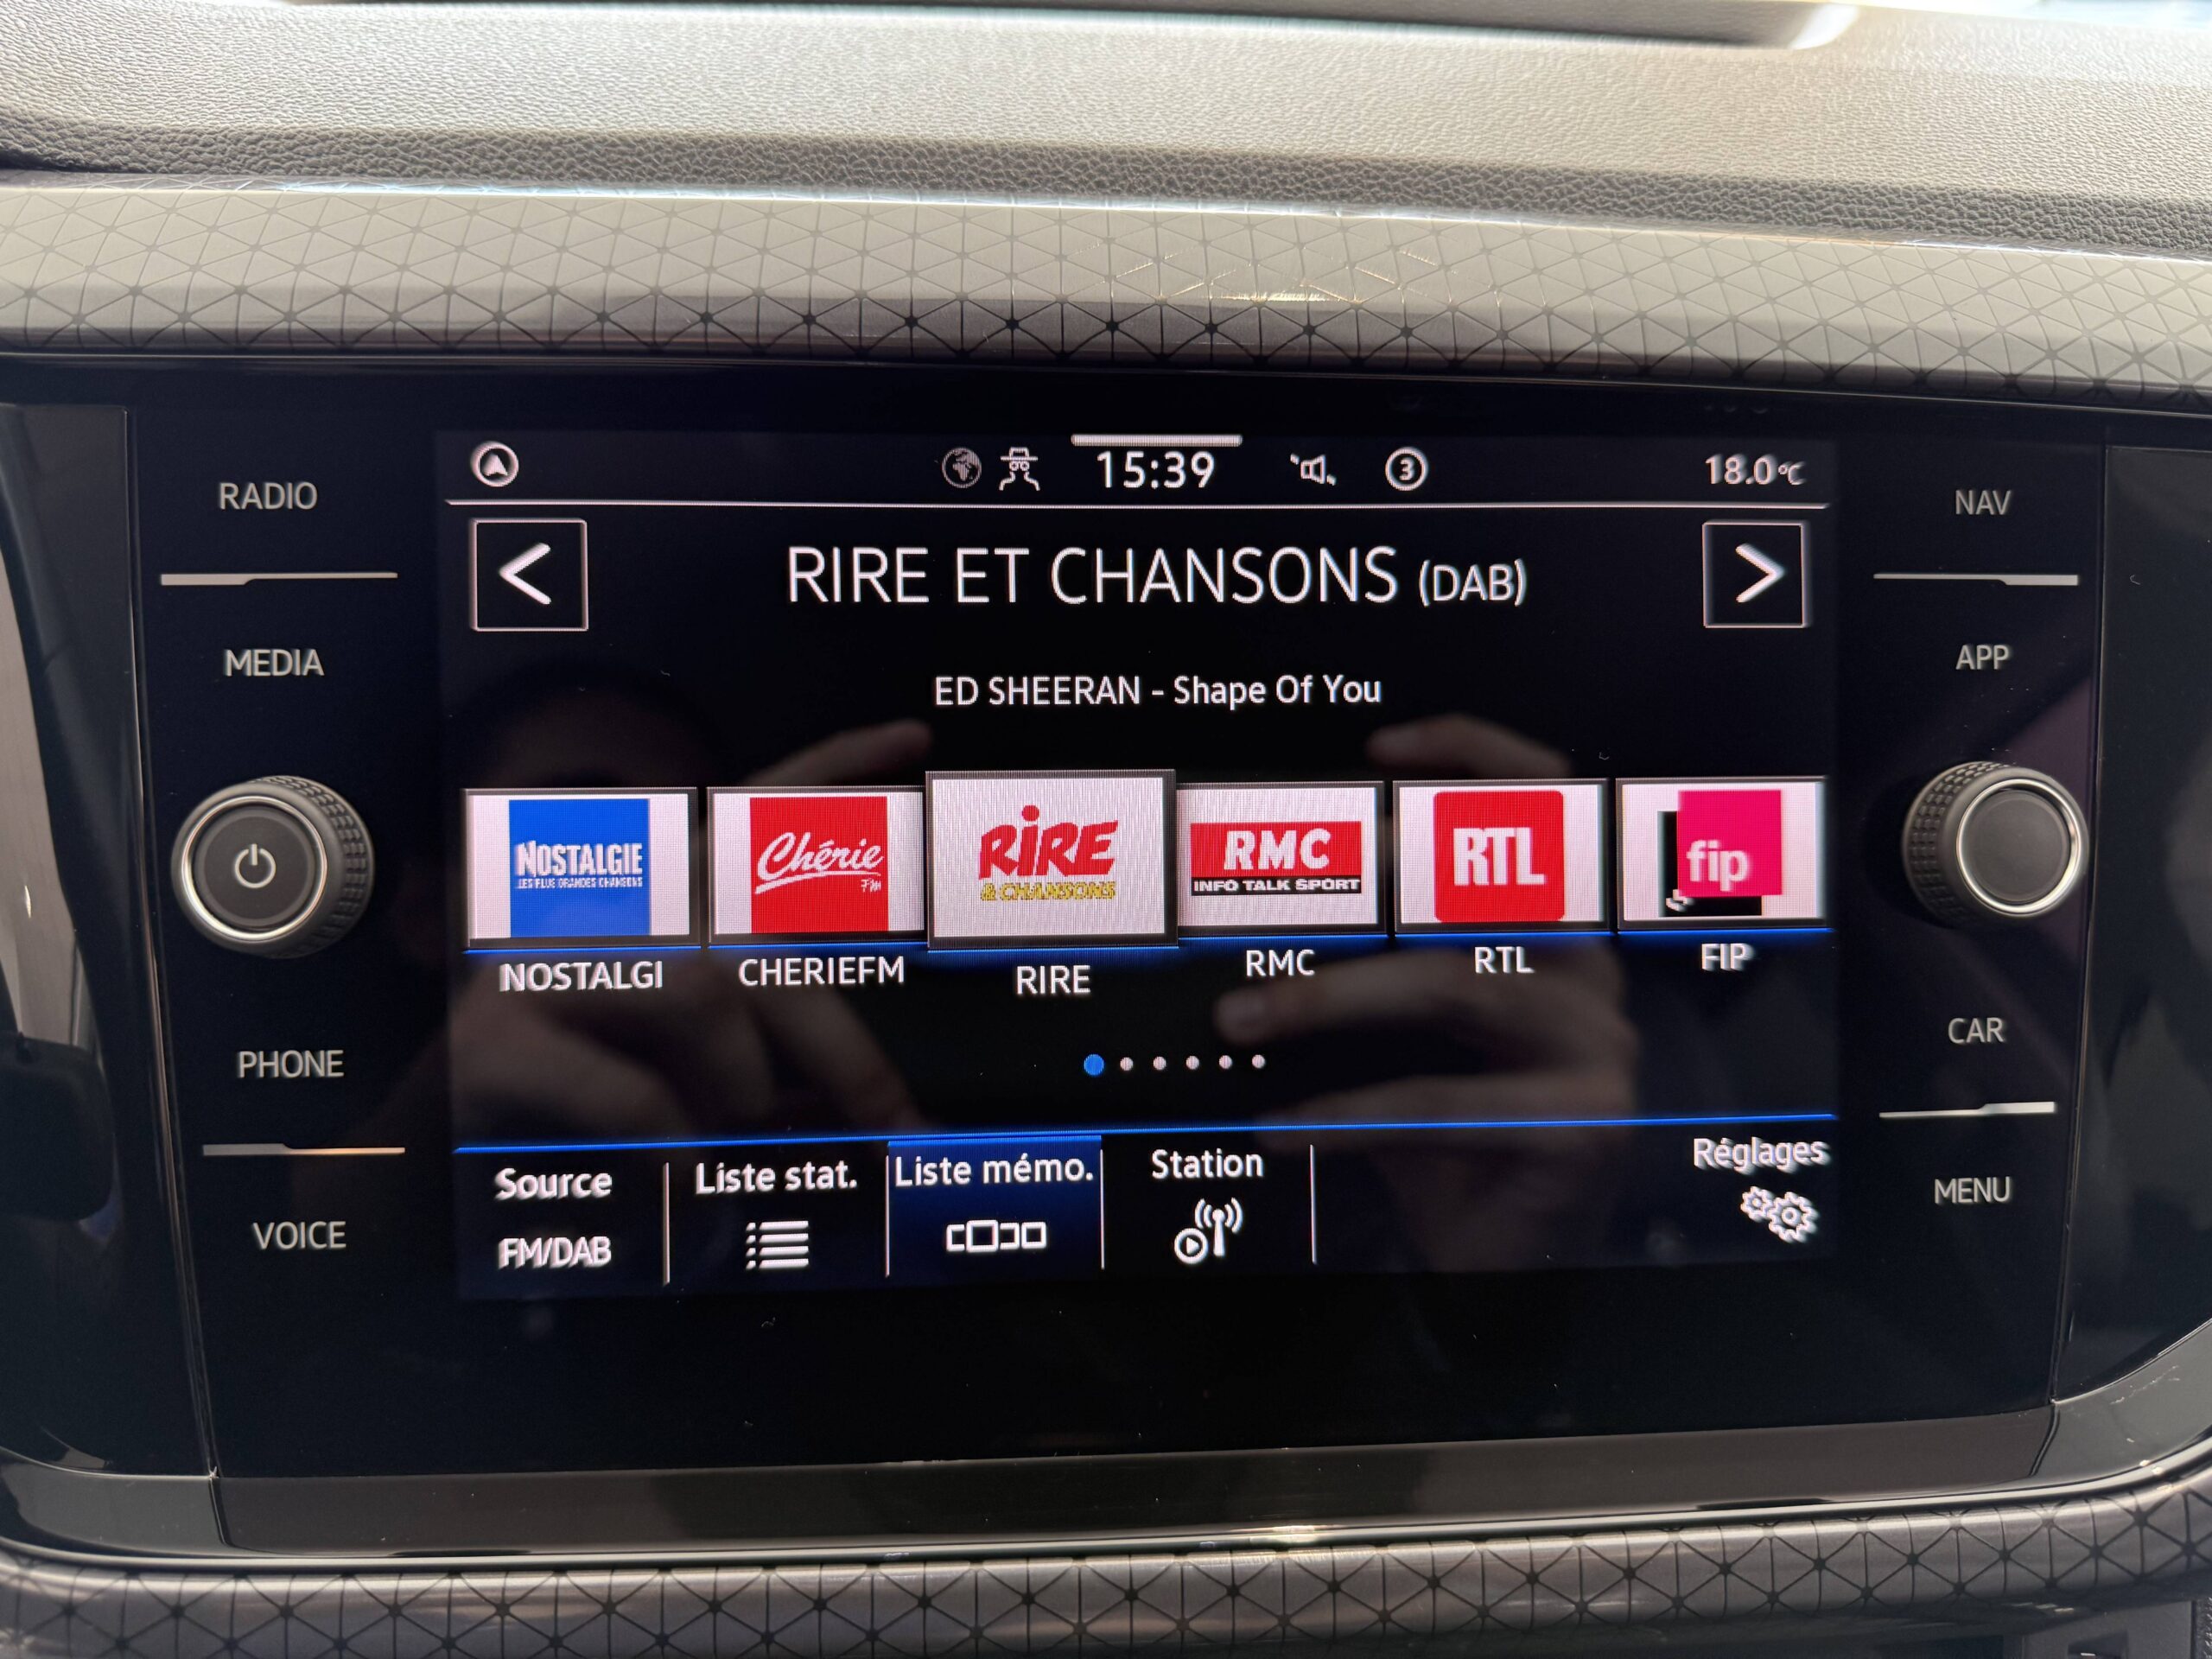 RADIO
MEDIA
PHONE
VOICE
15:39
3
18.0°C
< RIRE ET CHANSONS (DAB) >
ED SHEERAN - Shape Of You
NOSTALGIE
LES PLUS GRANDES CHANSONS
Chérie
FM
RIRE
& CHANSONS
RMC
INFO TALK SPORT
RTL
fip
NOSTALGI
CHERIEFM
RIRE
RMC
RTL
FIP
Source
FM/DAB
Liste stat.
Liste mémo.
Station
Réglages
NAV
APP
CAR
MENU